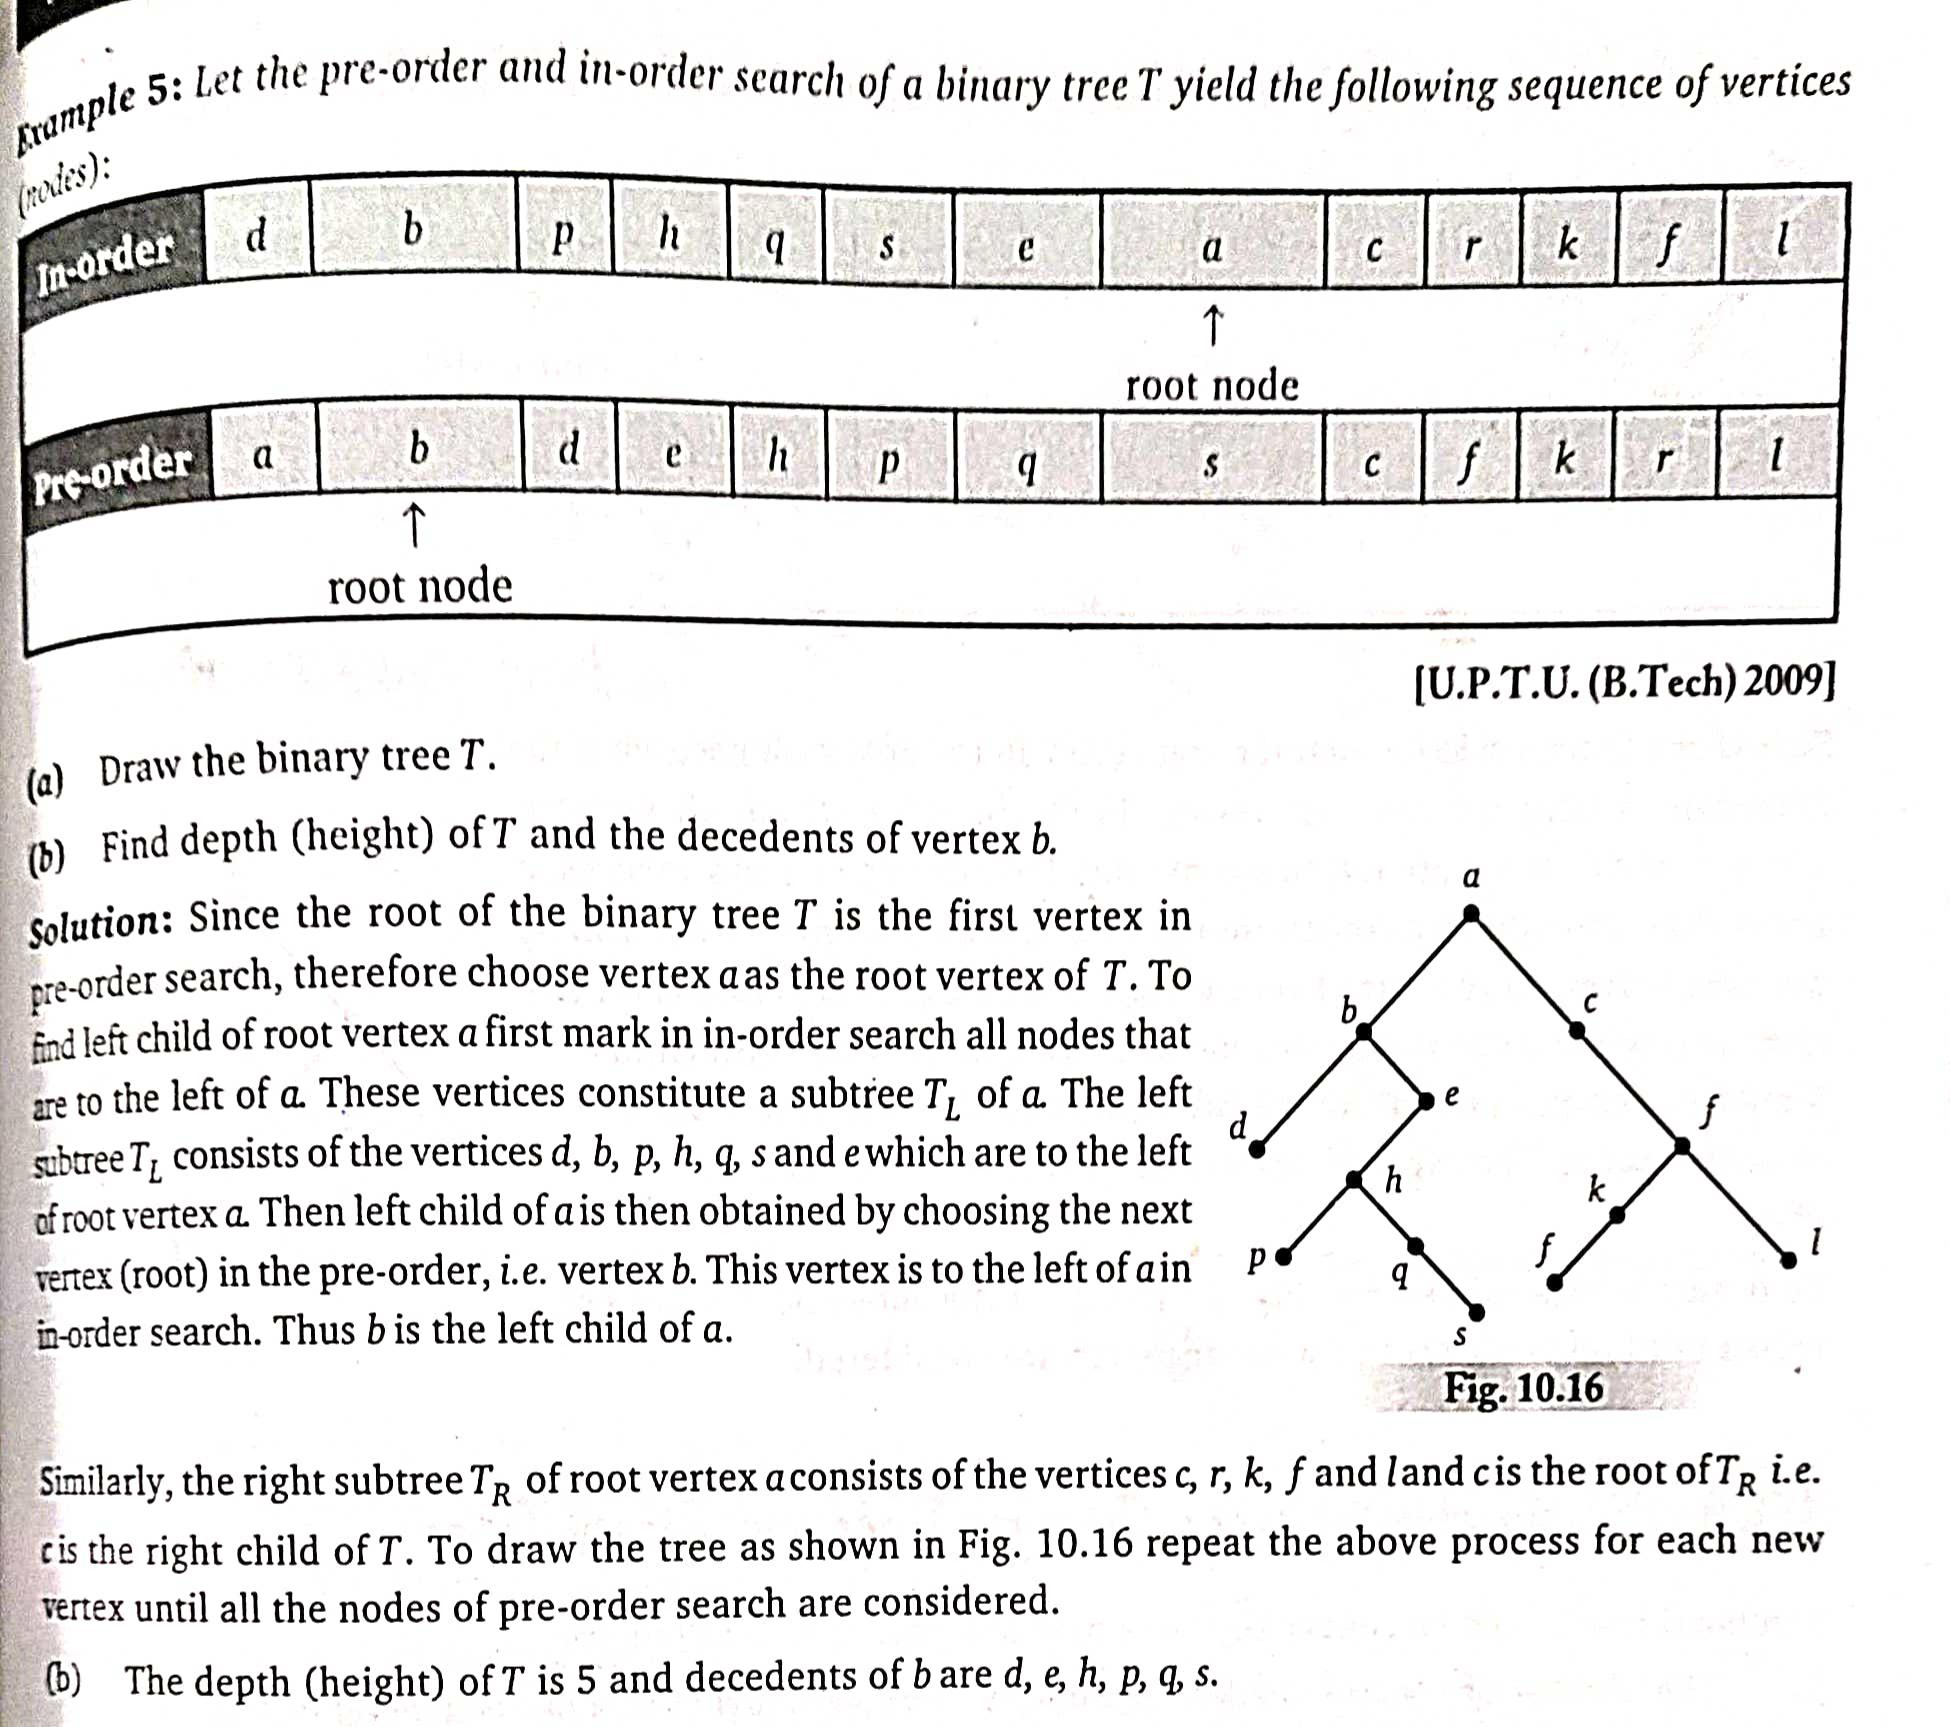 Example 5: Let the pre-order and in-order search of a binary tree T yield the following sequence of vertices
(nodes):
In-order d b p h q s e a c r k f l
↑
root node
Pre-order a b d e h p q s c f k r l
↑
root node
[U.P.T.U. (B.Tech) 2009]
(a) Draw the binary tree T.
(b) Find depth (height) of T and the decedents of vertex b.
Solution: Since the root of the binary tree T is the first vertex in
pre-order search, therefore choose vertex a as the root vertex of T. To
find left child of root vertex a first mark in in-order search all nodes that
are to the left of a. These vertices constitute a subtree T_L of a. The left
subtree T_L consists of the vertices d, b, p, h, q, s and e which are to the left
of root vertex a. Then left child of a is then obtained by choosing the next
vertex (root) in the pre-order, i.e. vertex b. This vertex is to the left of a in
in-order search. Thus b is the left child of a.
a
b c
e
d f
h k
p q f l
s
Fig. 10.16
Similarly, the right subtree T_R of root vertex a consists of the vertices c, r, k, f and l and c is the root of T_R i.e.
c is the right child of T. To draw the tree as shown in Fig. 10.16 repeat the above process for each new
vertex until all the nodes of pre-order search are considered.
(b) The depth (height) of T is 5 and decedents of b are d, e, h, p, q, s.